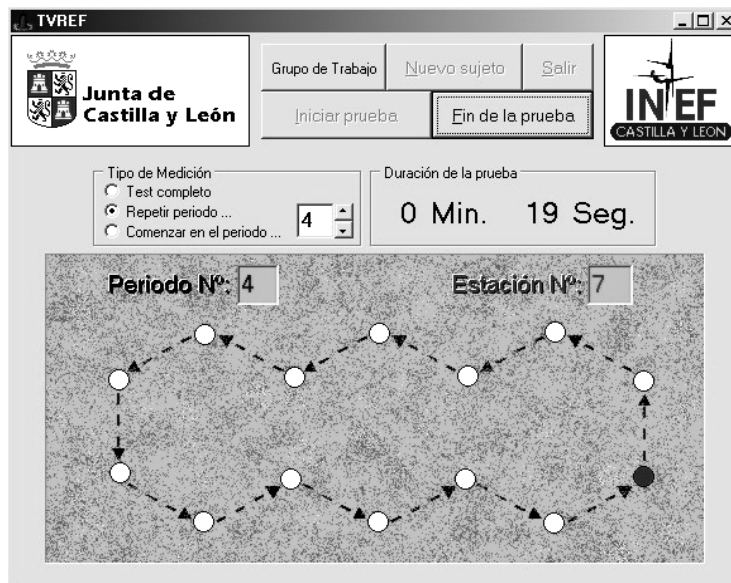 TVREF
Junta de
Castilla y León
Grupo de Trabajo
Nuevo sujeto
Salir
Iniciar prueba
Fin de la prueba
INEF
CASTILLA Y LEON
Tipo de Medición
Test completo
Repetir periodo ...
Comenzar en el periodo ...
4
Duración de la prueba
0 Min. 19 Seg.
Periodo Nº: 4
Estación Nº: 7